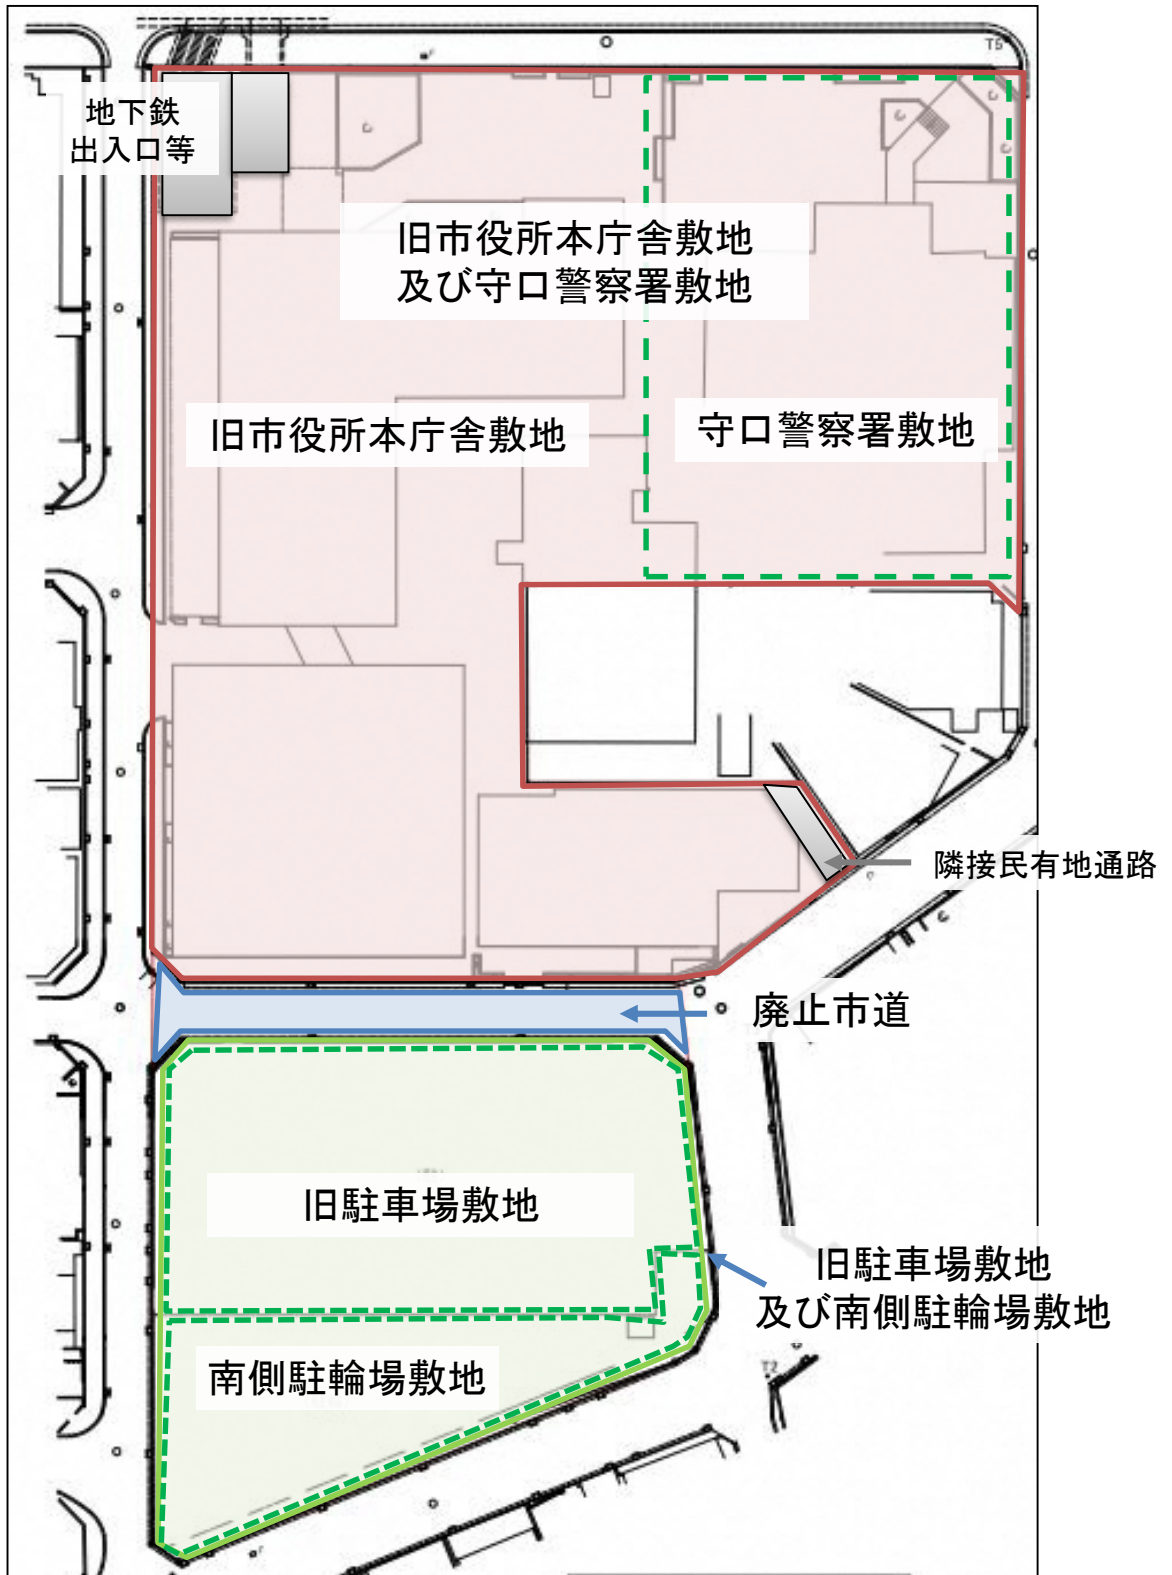 T5
地下鉄
出入口等
旧市役所本庁舎敷地
及び守口警察署敷地
旧市役所本庁舎敷地
守口警察署敷地
隣接民有地通路
廃止市道
旧駐車場敷地
旧駐車場敷地
及び南側駐輪場敷地
南側駐輪場敷地
T2